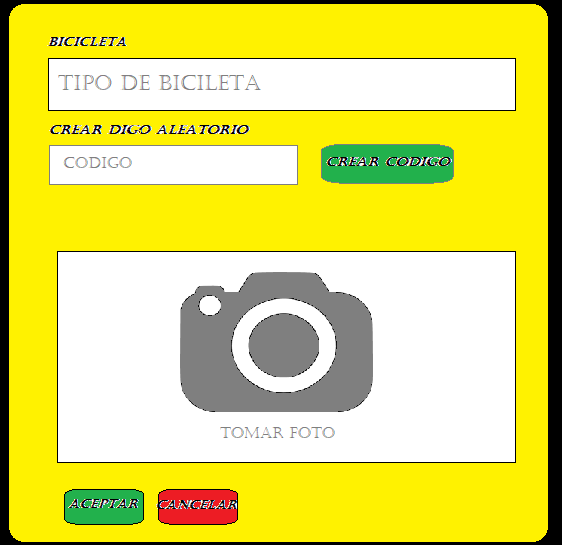 BICICLETA
TIPO DE BICILETA
CREAR DIGO ALEATORIO
CODIGO
CREAR CODIGO
TOMAR FOTO
ACEPTAR
CANCELAR